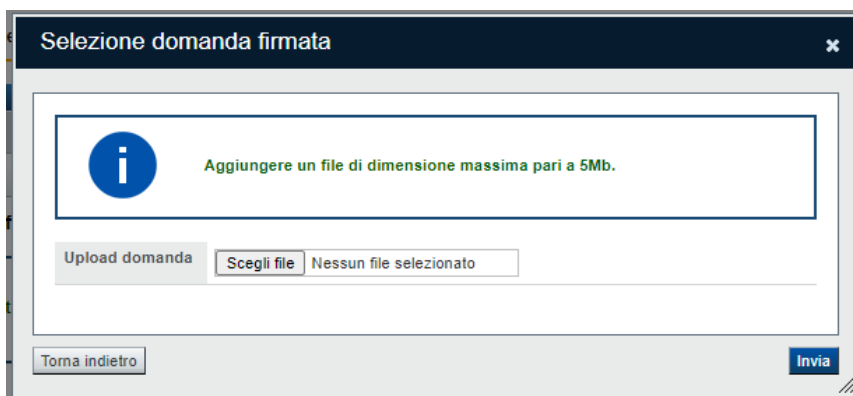 Selezione domanda firmata
Aggiungere un file di dimensione massima pari a 5Mb.
Upload domanda
Scegli file Nessun file selezionato
Torna indietro
Invia